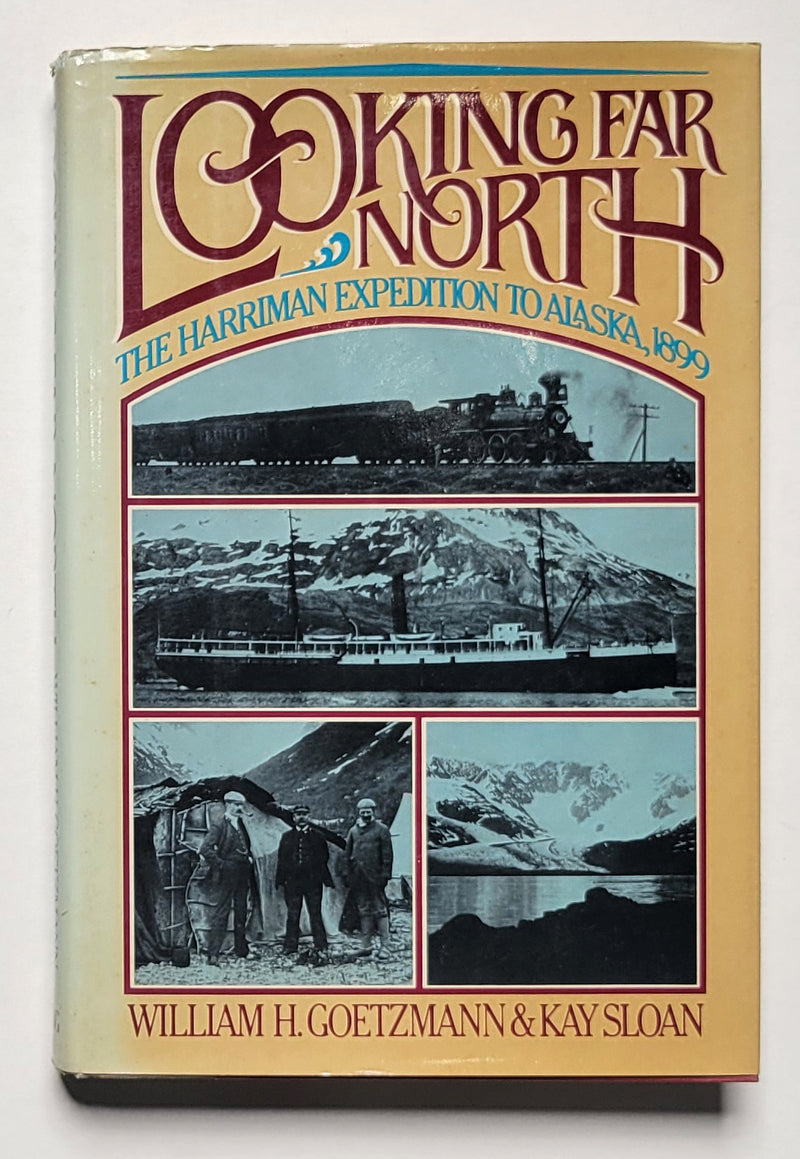 LOOKING FAR
NORTH
THE HARRIMAN EXPEDITION TO ALASKA, 1899
WILLIAM H. GOETZMANN & KAY SLOAN